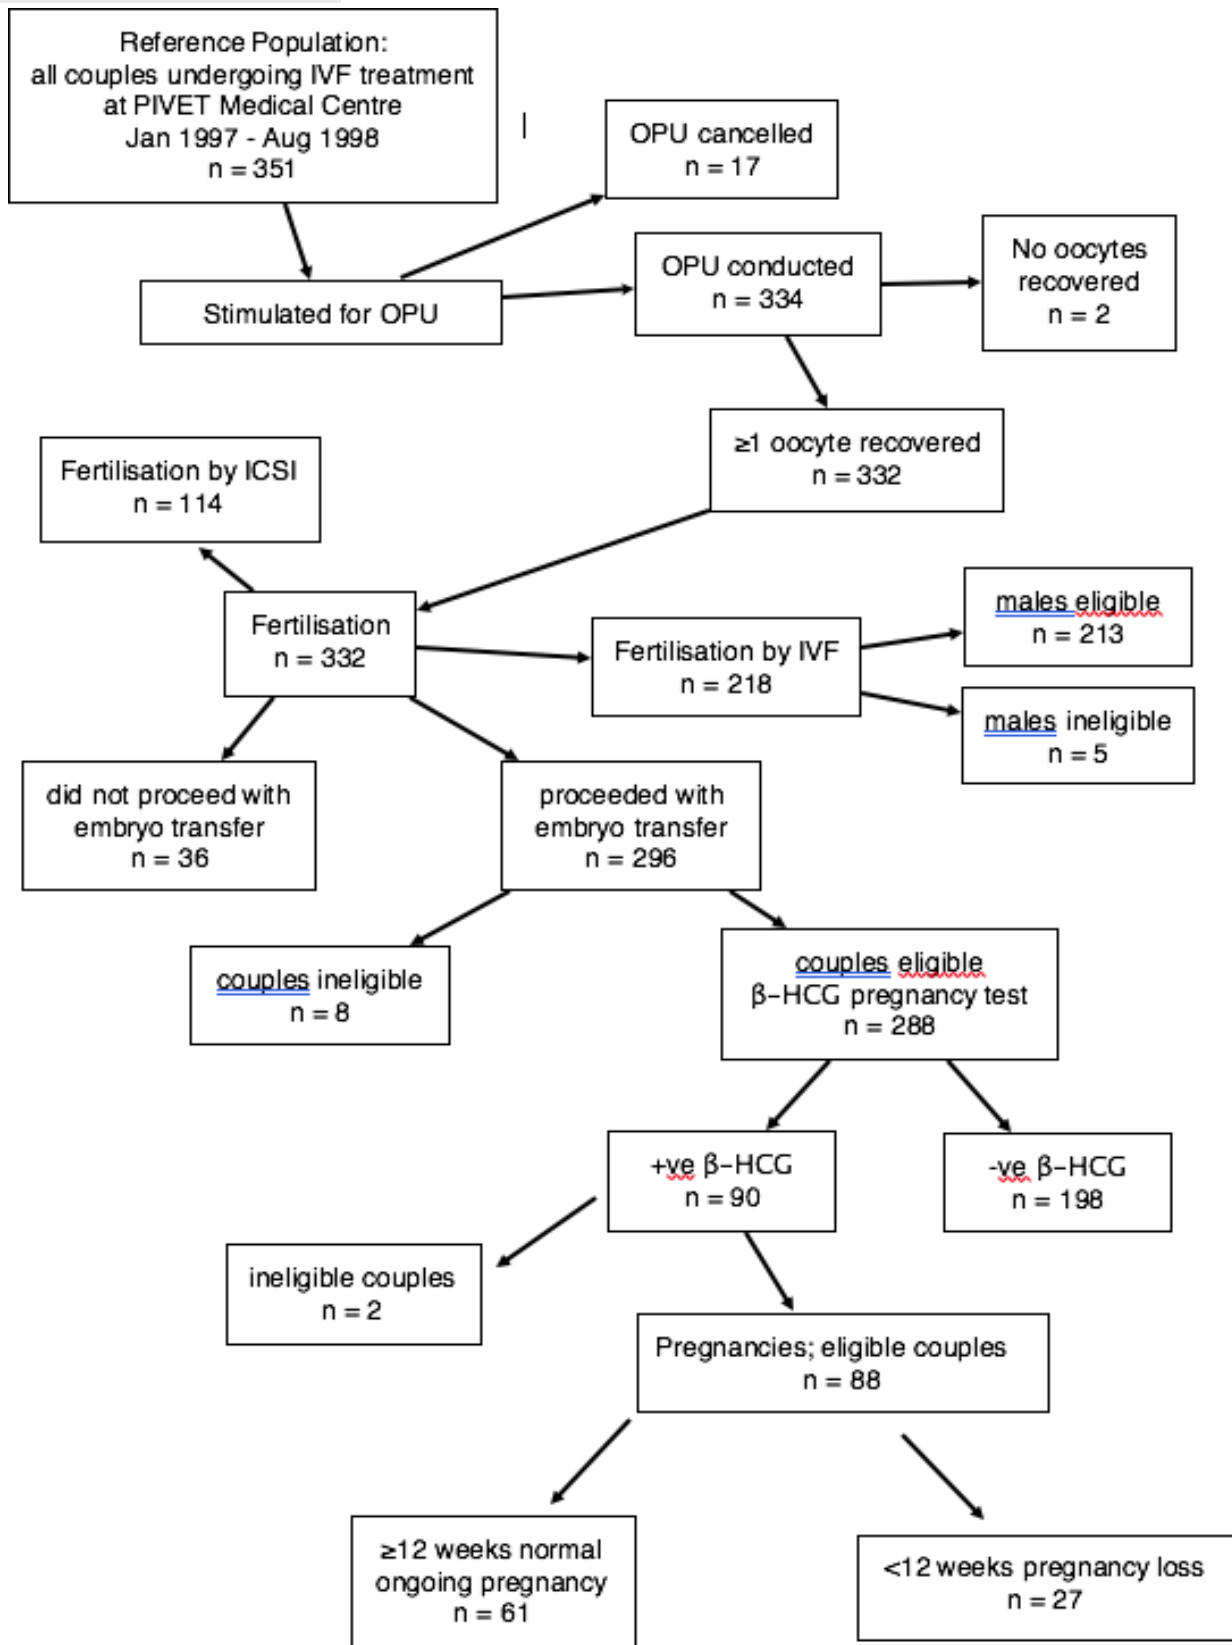 Reference Population:
all couples undergoing IVF treatment
at PIVET Medical Centre
Jan 1997 - Aug 1998
n = 351
OPU cancelled
n = 17
Stimulated for OPU
OPU conducted
n = 334
No oocytes
recovered
n = 2
≥1 oocyte recovered
n = 332
Fertilisation by ICSI
n = 114
Fertilisation
n = 332
Fertilisation by IVF
n = 218
males eligible
n = 213
males ineligible
n = 5
did not proceed with
embryo transfer
n = 36
proceeded with
embryo transfer
n = 296
couples ineligible
n = 8
couples eligible
β–HCG pregnancy test
n = 288
+ve β–HCG
n = 90
-ve β–HCG
n = 198
ineligible couples
n = 2
Pregnancies; eligible couples
n = 88
≥12 weeks normal
ongoing pregnancy
n = 61
<12 weeks pregnancy loss
n = 27